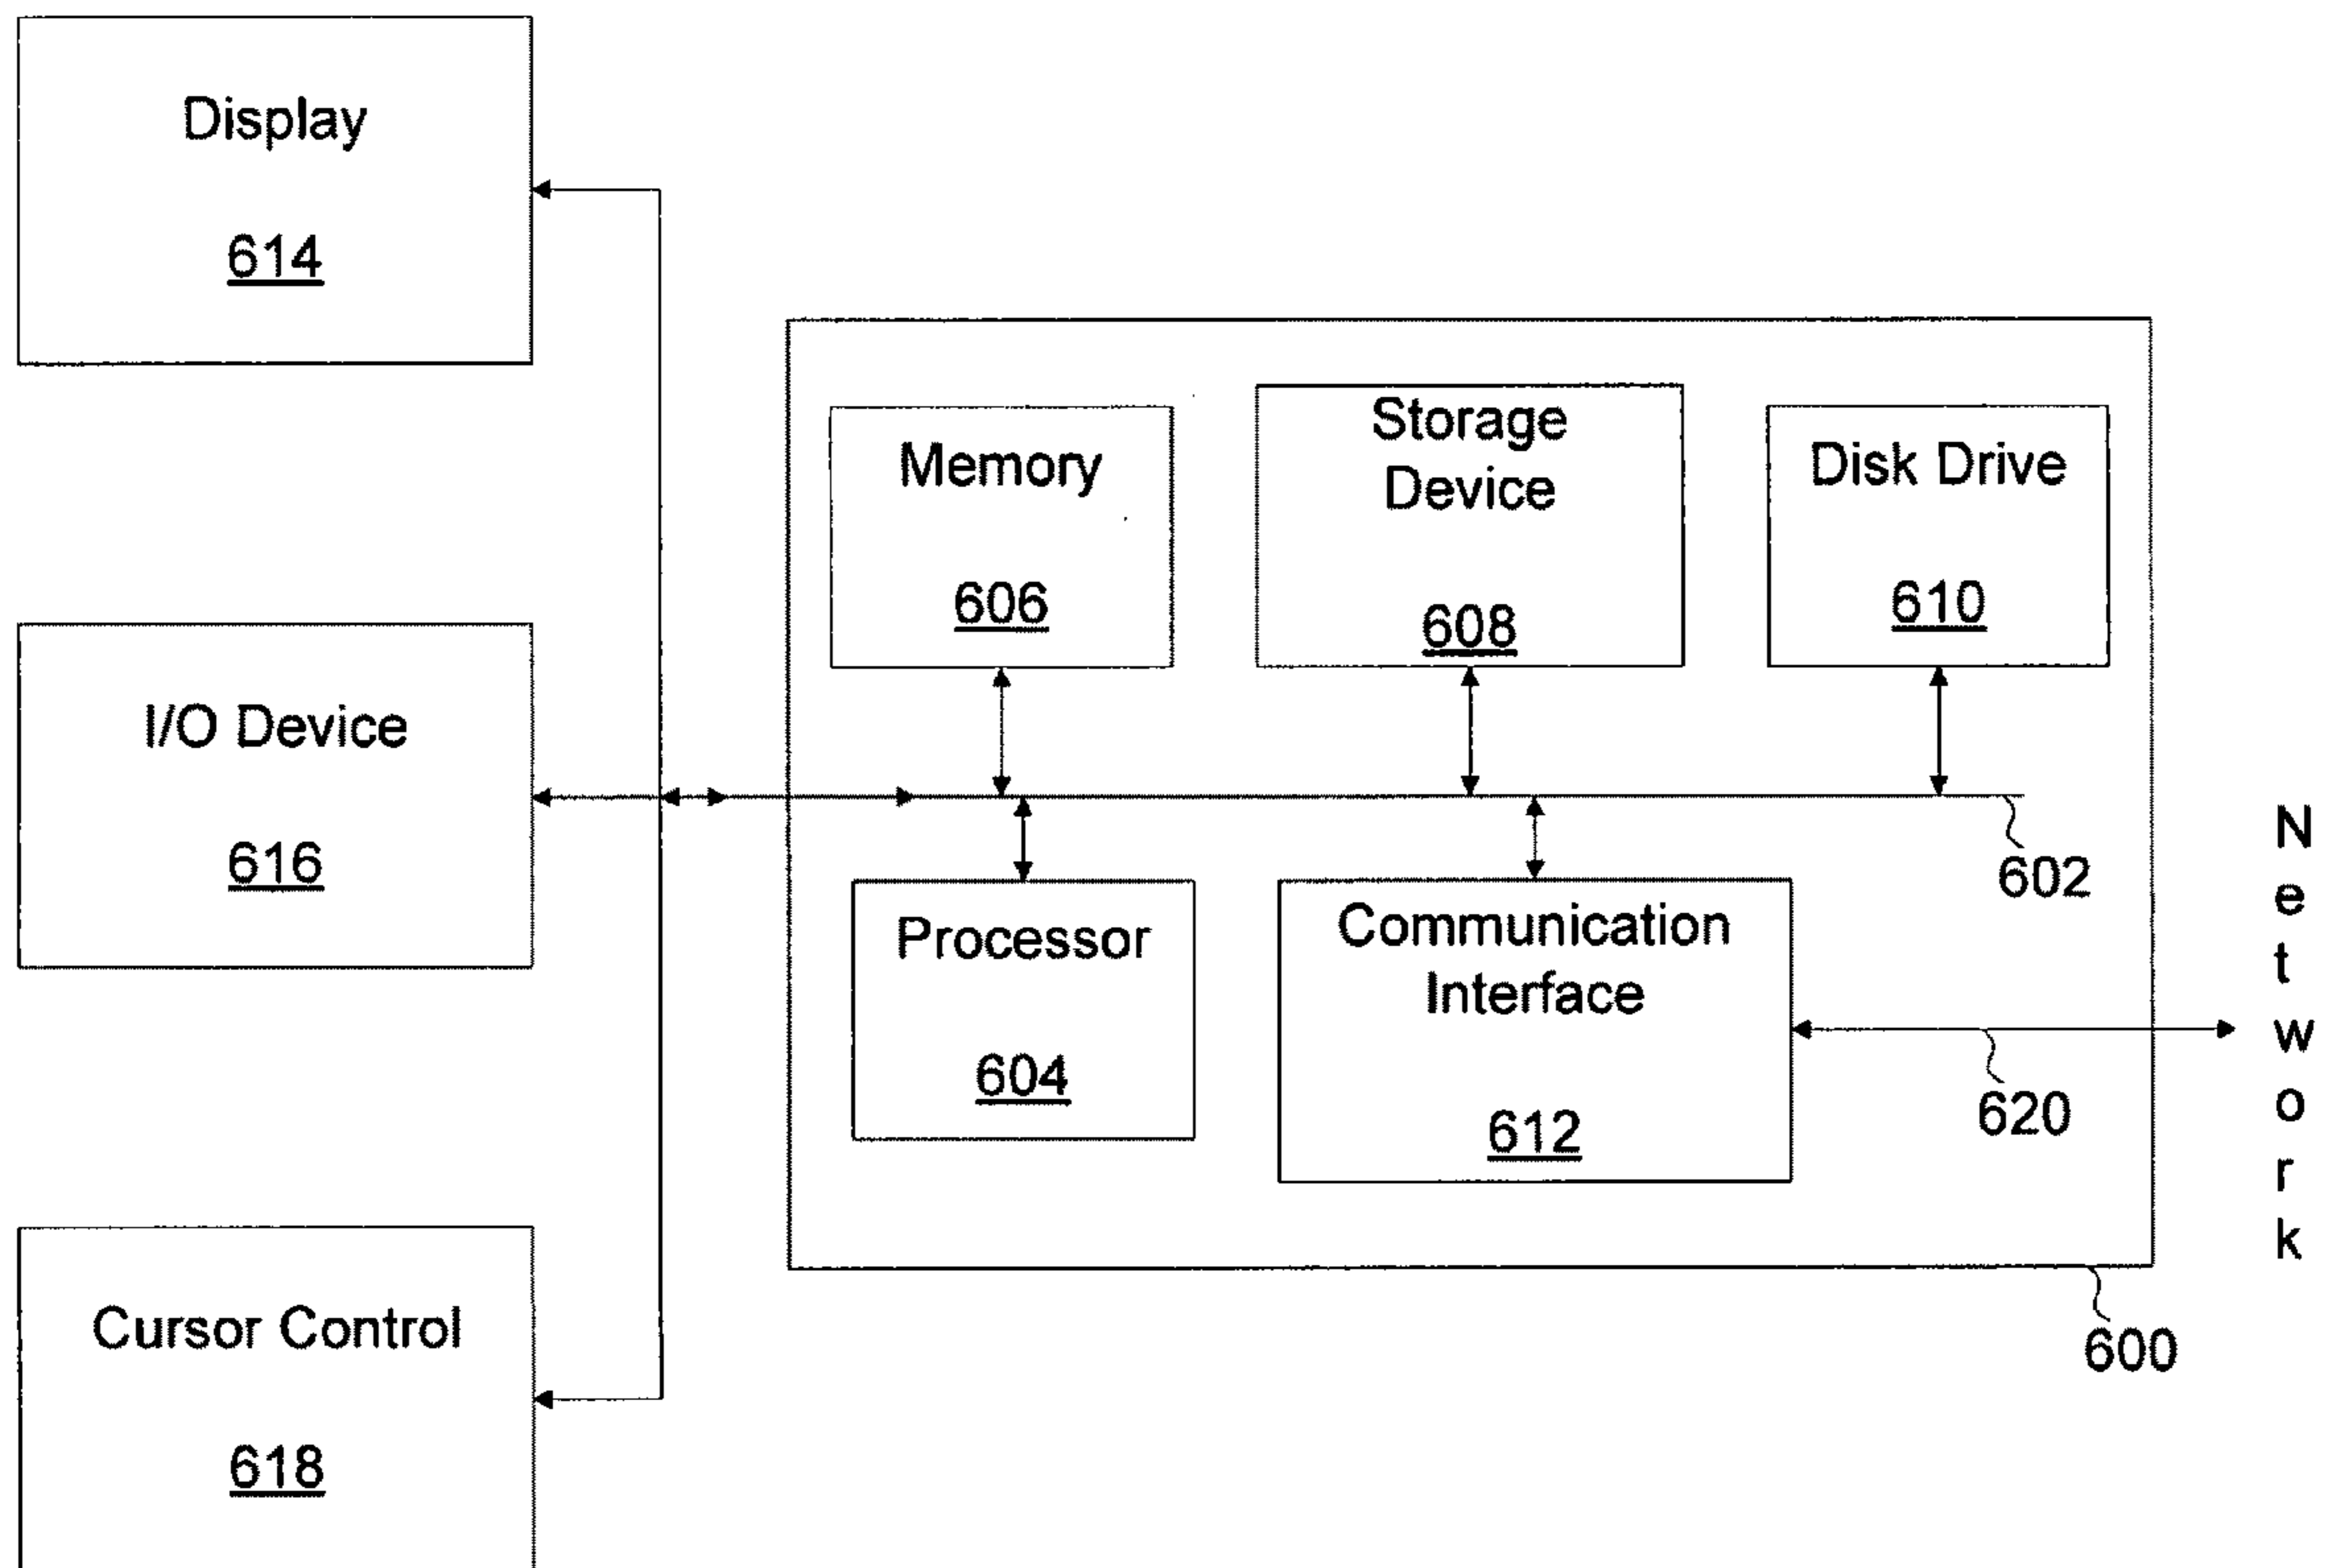 Display
614
I/O Device
616
Cursor Control
618
Memory
606
Storage
Device
608
Disk Drive
610
602
Processor
604
Communication
Interface
612
620
600
Network